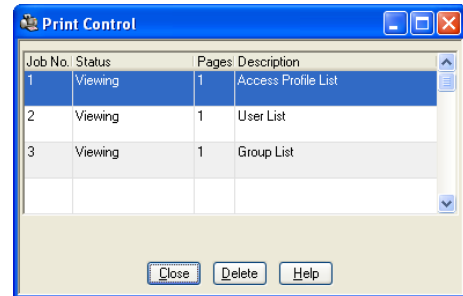 Print Control
Job No. Status Pages Description
1 Viewing 1 Access Profile List
2 Viewing 1 User List
3 Viewing 1 Group List
Close Delete Help